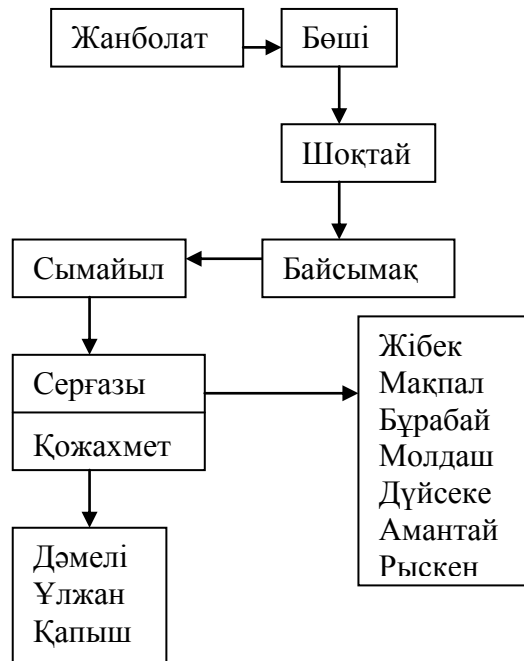 Жанболат
Бөші
Шоқтай
Байсымақ
Сымайыл
Серғазы
Қожахмет
Жібек
Мақпал
Бұрабай
Молдаш
Дүйсеке
Амантай
Рыскен
Дәмелі
Ұлжан
Қапыш